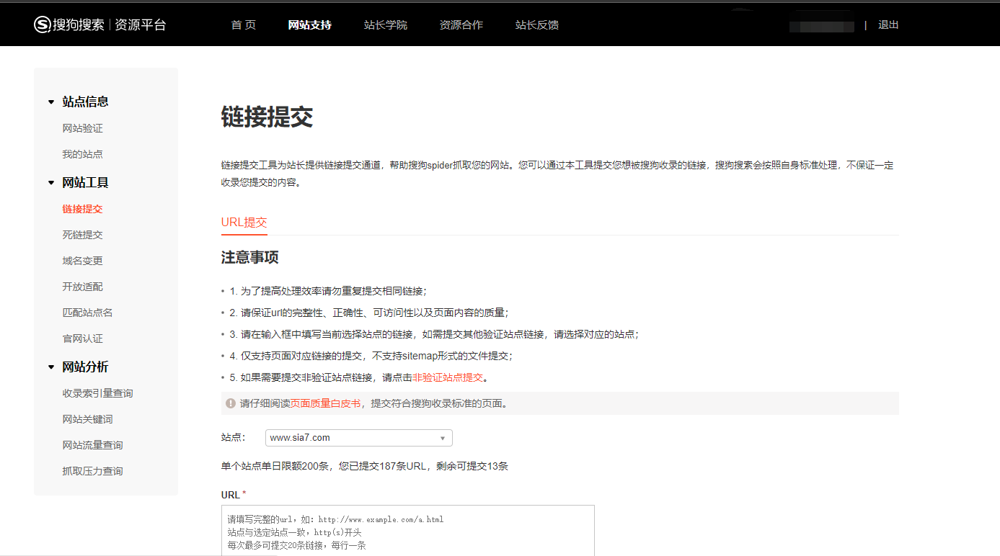 搜狗搜索 | 资源平台
首 页
网站支持
站长学院
资源合作
站长反馈
| 退出
站点信息
网站验证
我的站点
网站工具
链接提交
死链提交
域名变更
开放适配
匹配站点名
官网认证
网站分析
收录索引量查询
网站关键词
网站流量查询
抓取压力查询
链接提交
链接提交工具为站长提供链接提交通道，帮助搜狗spider抓取您的网站。您可以通过本工具提交您想被搜狗收录的链接，搜狗搜索会按照自身标准处理，不保证一定
收录您提交的内容。
URL提交
注意事项
• 1. 为了提高处理效率请勿重复提交相同链接；
• 2. 请保证url的完整性、正确性、可访问性以及页面内容的质量；
• 3. 请在输入框中填写当前选择站点的链接，如需提交其他验证站点链接，请选择对应的站点；
• 4. 仅支持页面对应链接的提交，不支持sitemap形式的文件提交；
• 5. 如果需要提交非验证站点链接，请点击非验证站点提交。
请仔细阅读页面质量白皮书，提交符合搜狗收录标准的页面。
站点： www.sia7.com
单个站点单日限额200条，您已提交187条URL，剩余可提交13条
URL *
请填写完整的url，如：http://www.example.com/a.html
站点与选定站点一致，http(s)开头
每次最多可提交20条链接，每行一条